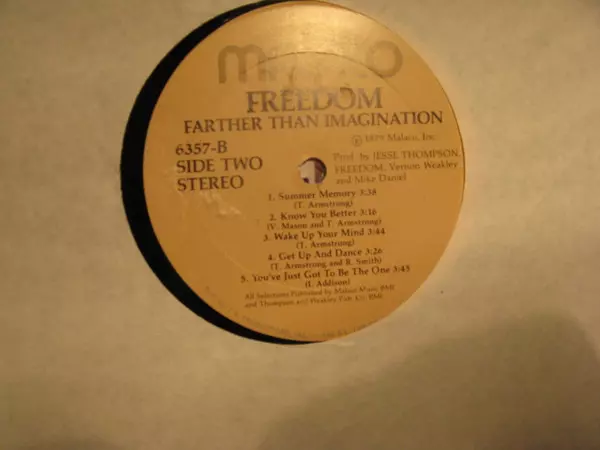 FREEDOM
FARTHER THAN IMAGINATION
℗ 1979 Malaco, Inc.
6357-B
SIDE TWO
STEREO
Prod. by JESSE THOMPSON,
FREEDOM, Vernon Weakley
and Mike Daniel
1. Summer Memory 3:38
(T. Armstrong)
2. Know You Better 3:16
(V. Mason and T. Armstrong)
3. Wake Up Your Mind 3:44
(T. Armstrong)
4. Get Up And Dance 3:26
(T. Armstrong and R. Smith)
5. You've Just Got To Be The One 3:45
(I. Addison)
All Selections Published by Malaco Music BMI
and Thompson and Weakley Pub. Co. BMI